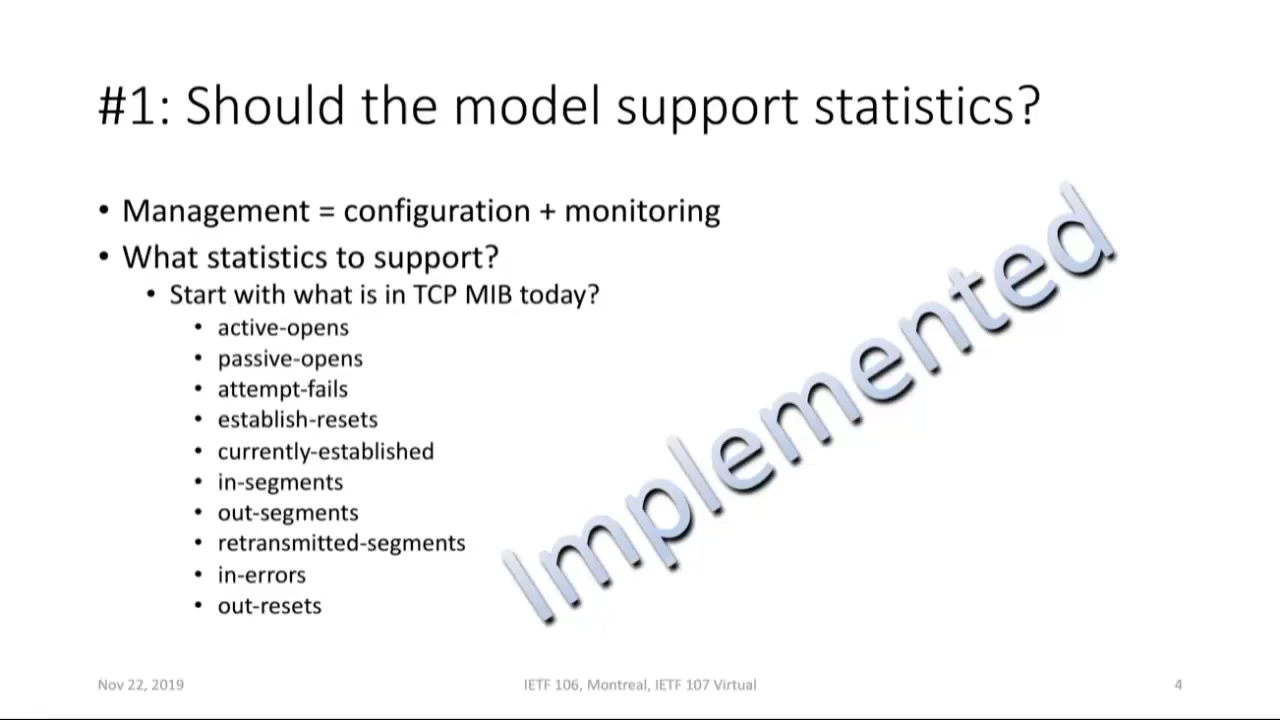 #1: Should the model support statistics?
• Management = configuration + monitoring
• What statistics to support?
• Start with what is in TCP MIB today?
• active-opens
• passive-opens
• attempt-fails
• establish-resets
• currently-established
• in-segments
• out-segments
• retransmitted-segments
• in-errors
• out-resets
Implemented
Nov 22, 2019
IETF 106, Montreal, IETF 107 Virtual
4